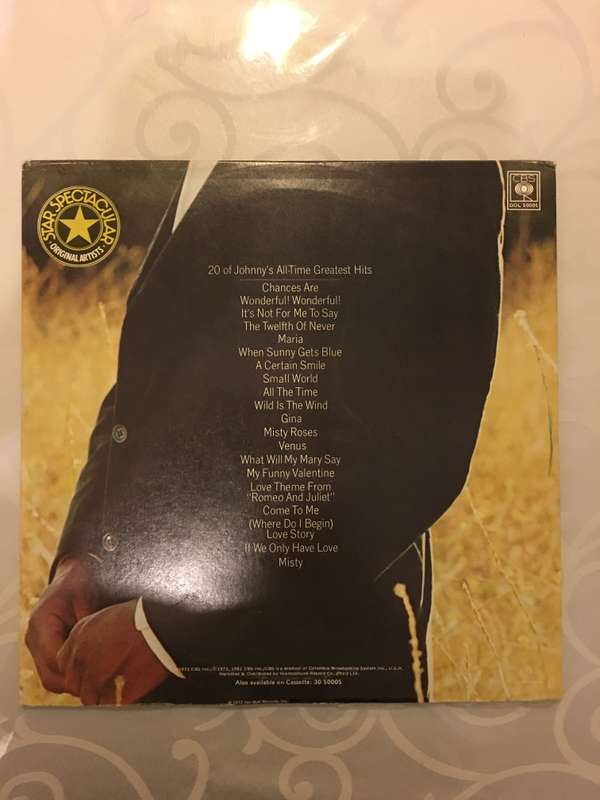 STAR SPECTACULAR
ORIGINAL ARTISTS
CBS
20 of Johnny's All-Time Greatest Hits
Chances Are
Wonderful! Wonderful!
It's Not For Me To Say
The Twelfth Of Never
Maria
When Sunny Gets Blue
A Certain Smile
Small World
All The Time
Wild Is The Wind
Gina
Misty Roses
Venus
What Will My Mary Say
My Funny Valentine
Love Theme From
"Romeo And Juliet"
Come To Me
(Where Do I Begin)
Love Story
If We Only Have Love
Misty
Also available on Cassette: 30 50005